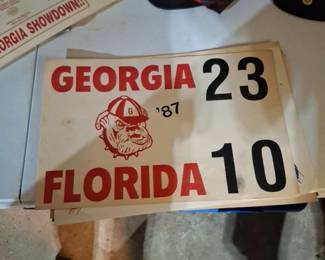 GEORGIA SHOWDOWN!
GEORGIA 23
G
'87
FLORIDA 10